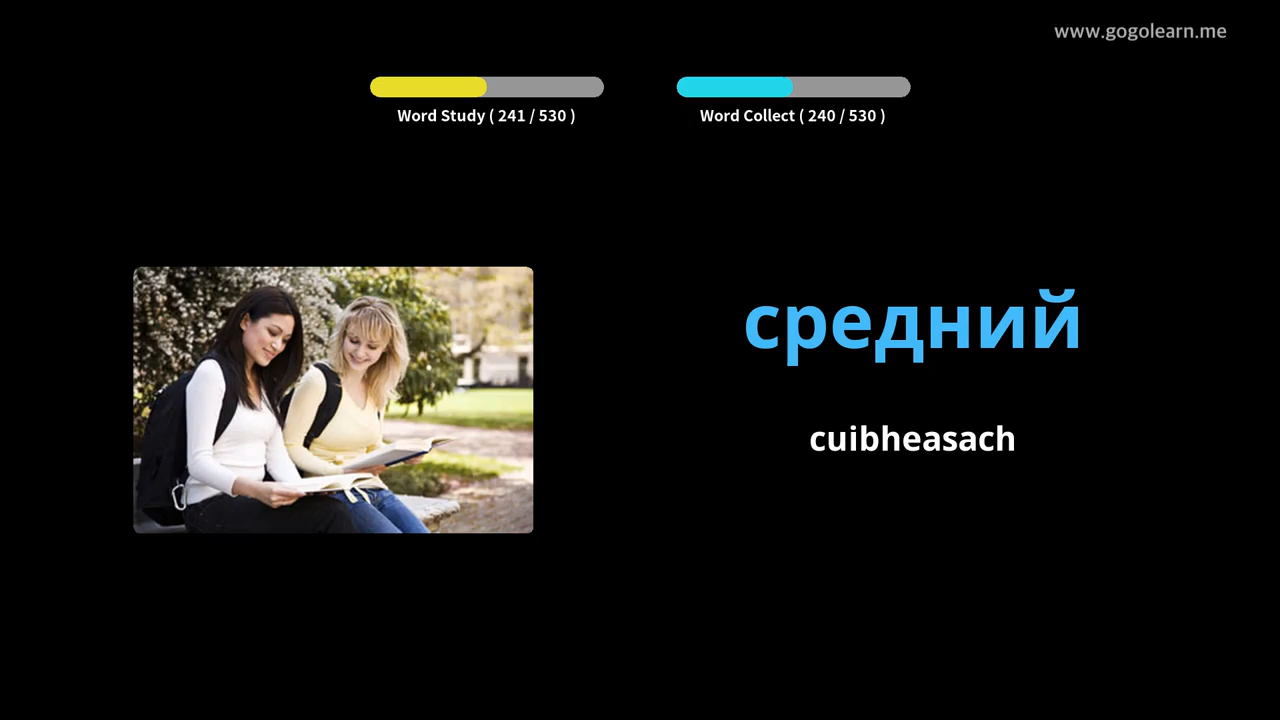 www.gogolearn.me
Word Study ( 241 / 530 )
Word Collect ( 240 / 530 )
средний
cuibheasach